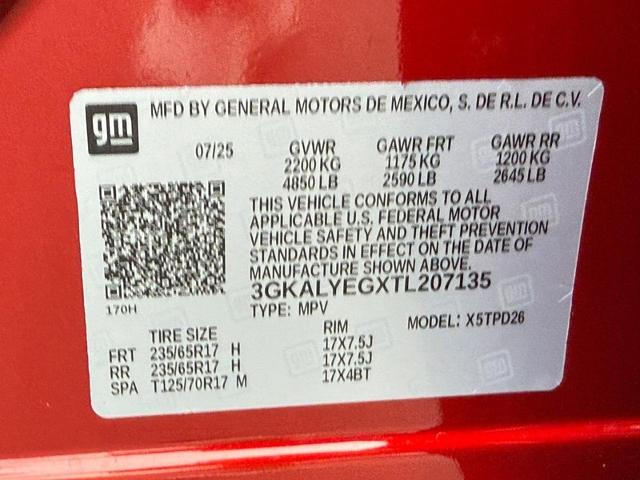 gm
MFD BY GENERAL MOTORS DE MEXICO, S. DE R.L. DE C.V.
07/25 GVWR GAWR FRT GAWR RR
2200 KG 1175 KG 1200 KG
4850 LB 2590 LB 2645 LB
THIS VEHICLE CONFORMS TO ALL
APPLICABLE U.S. FEDERAL MOTOR
VEHICLE SAFETY AND THEFT PREVENTION
STANDARDS IN EFFECT ON THE DATE OF
MANUFACTURE SHOWN ABOVE.
3GKALYEGXTL207135
170H
TYPE: MPV MODEL: X5TPD26
TIRE SIZE RIM
FRT 235/65R17 H 17X7.5J
RR 235/65R17 H 17X7.5J
SPA T125/70R17 M 17X4BT